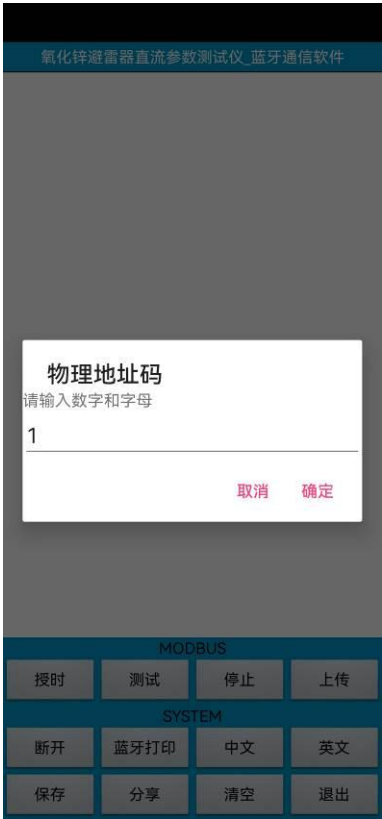 氧化锌避雷器直流参数测试仪_蓝牙通信软件
物理地址码
请输入数字和字母
1
取消 确定
MODBUS
授时 测试 停止 上传
SYSTEM
断开 蓝牙打印 中文 英文
保存 分享 清空 退出